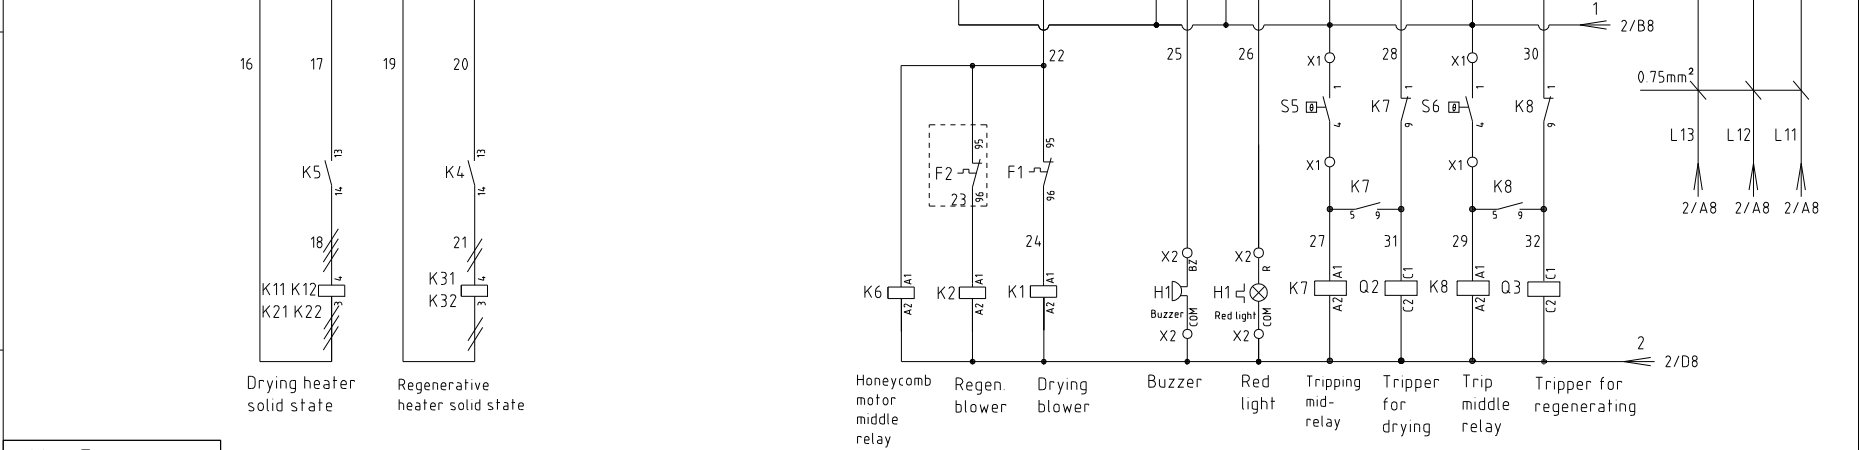 1
2/B8
16
17
19
20
22
25
26
X1
28
X1
30
0.75mm²
S5
θ
1
4
K7
1
9
S6
θ
1
4
K8
1
9
L13
L12
L11
K5
13
14
K4
13
14
F2
95
96
23
F1
95
96
X1
X1
K7
5
9
K8
5
9
2/A8
2/A8
2/A8
18
21
24
27
31
29
32
X2
BZ
X2
R
K11 K12
K21 K22
4
3
K31
K32
4
3
K6
A1
A2
K2
A1
A2
K1
A1
A2
H1
Buzzer
COM
X2
H1
Red light
COM
X2
K7
A1
A2
Q2
C1
C2
K8
A1
A2
Q3
C1
C2
2
2/D8
Drying heater
solid state
Regenerative
heater solid state
Honeycomb
motor
middle
relay
Regen.
blower
Drying
blower
Buzzer
Red
light
Tripping
mid-
relay
Tripper
for
drying
Trip
middle
relay
Tripper for
regenerating